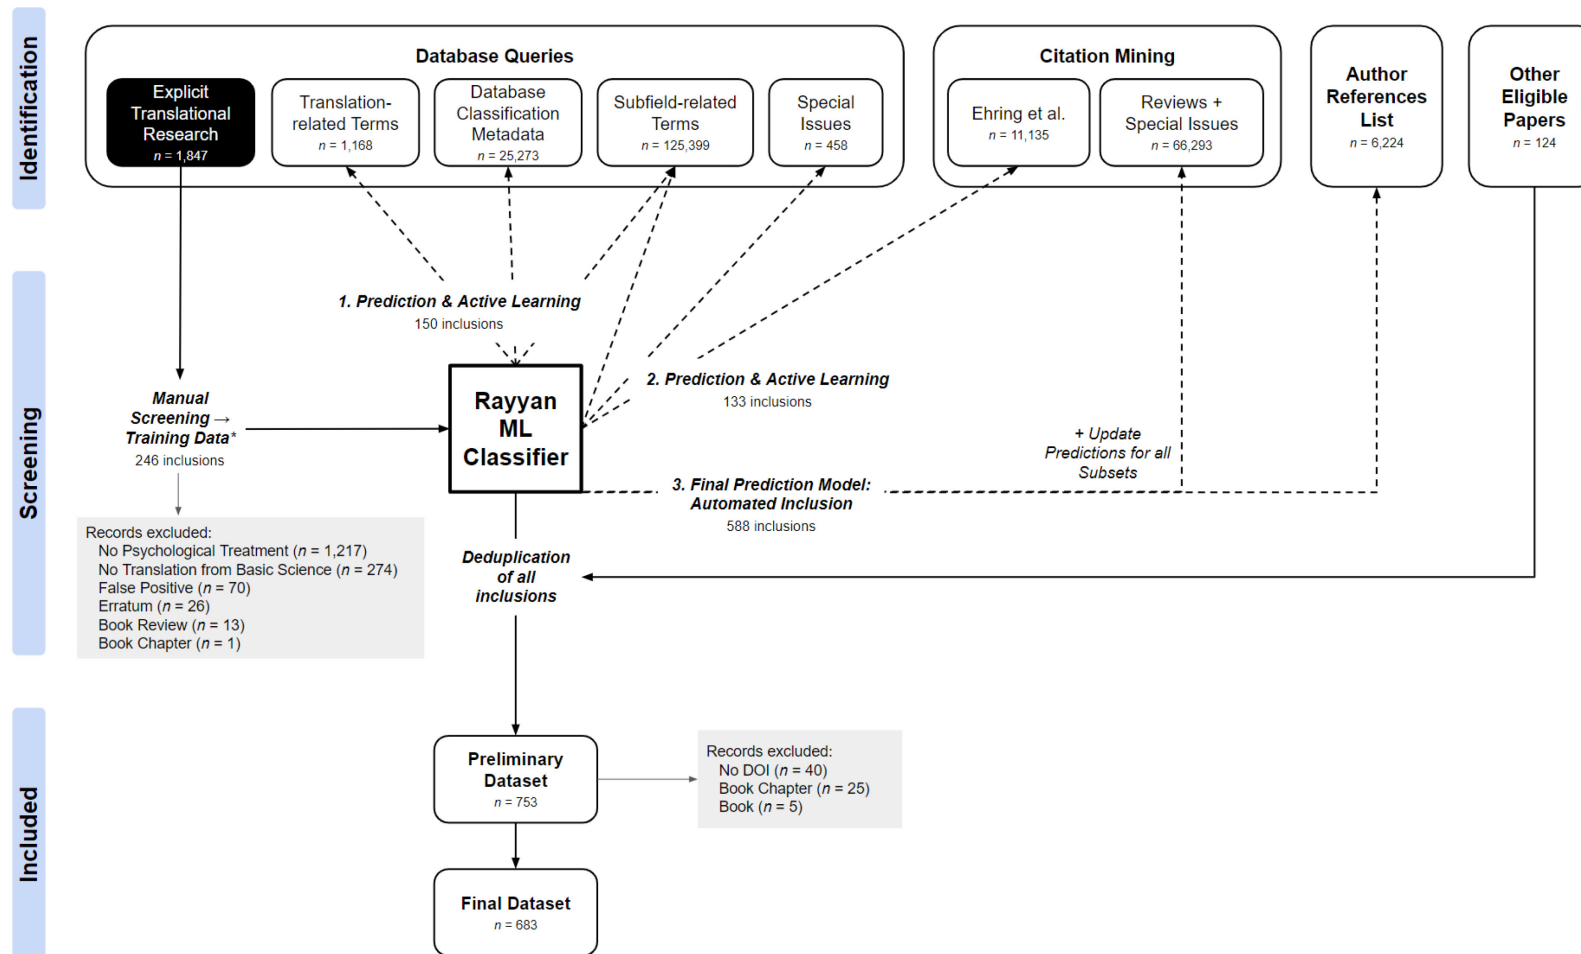 Identification
Database Queries
Explicit
Translational
Research
n = 1,847
Translation-
related Terms
n = 1,168
Database
Classification
Metadata
n = 25,273
Subfield-related
Terms
n = 125,399
Special
Issues
n = 458
Citation Mining
Ehring et al.
n = 11,135
Reviews +
Special Issues
n = 66,293
Author
References
List
n = 6,224
Other
Eligible
Papers
n = 124
Screening
1. Prediction & Active Learning
150 inclusions
Manual
Screening →
Training Data*
246 inclusions
Rayyan
ML
Classifier
2. Prediction & Active Learning
133 inclusions
+ Update
Predictions for all
Subsets
3. Final Prediction Model:
Automated Inclusion
588 inclusions
Records excluded:
No Psychological Treatment (n = 1,217)
No Translation from Basic Science (n = 274)
False Positive (n = 70)
Erratum (n = 26)
Book Review (n = 13)
Book Chapter (n = 1)
Deduplication
of all
inclusions
Included
Preliminary
Dataset
n = 753
Records excluded:
No DOI (n = 40)
Book Chapter (n = 25)
Book (n = 5)
Final Dataset
n = 683